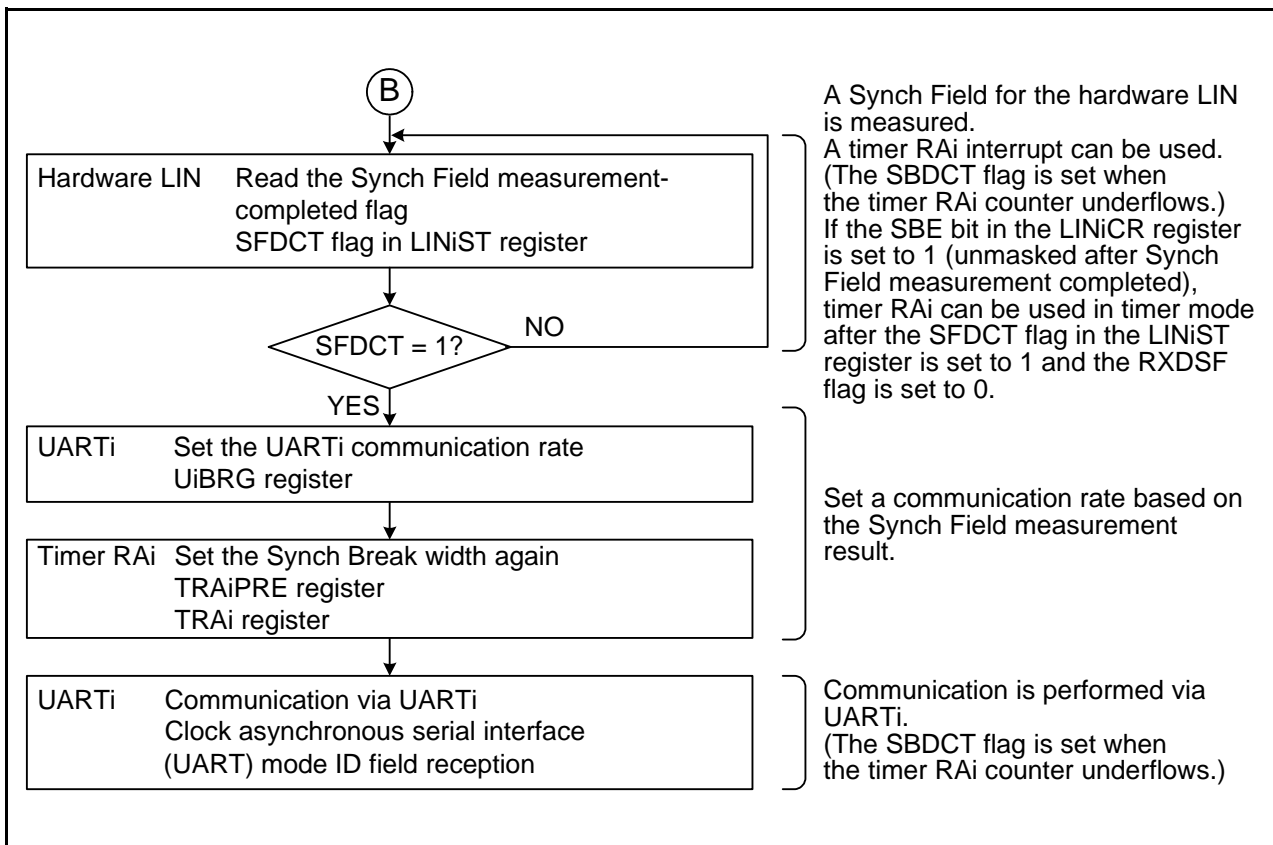 B
Hardware LIN Read the Synch Field measurement-
completed flag
SFDCT flag in LINiST register
SFDCT = 1?
NO
YES
A Synch Field for the hardware LIN
is measured.
A timer RAi interrupt can be used.
(The SBDCT flag is set when
the timer RAi counter underflows.)
If the SBE bit in the LINiCR register
is set to 1 (unmasked after Synch
Field measurement completed),
timer RAi can be used in timer mode
after the SFDCT flag in the LINiST
register is set to 1 and the RXDSF
flag is set to 0.
UARTi Set the UARTi communication rate
UiBRG register
Timer RAi Set the Synch Break width again
TRAiPRE register
TRAi register
Set a communication rate based on
the Synch Field measurement
result.
UARTi Communication via UARTi
Clock asynchronous serial interface
(UART) mode ID field reception
Communication is performed via
UARTi.
(The SBDCT flag is set when
the timer RAi counter underflows.)